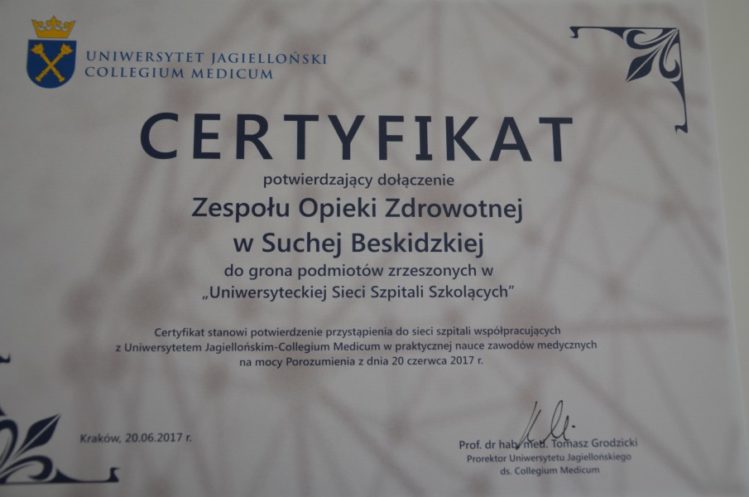 UNIWERSYTET JAGIELLOŃSKI
COLLEGIUM MEDICUM
CERTYFIKAT
potwierdzający dołączenie
Zespołu Opieki Zdrowotnej
w Suchej Beskidzkiej
do grona podmiotów zrzeszonych w
„Uniwersyteckiej Sieci Szpitali Szkolących”
Certyfikat stanowi potwierdzenie przystąpienia do sieci szpitali współpracujących
z Uniwersytetem Jagiellońskim-Collegium Medicum w praktycznej nauce zawodów medycznych
na mocy Porozumienia z dnia 20 czerwca 2017 r.
Kraków, 20.06.2017 r.
Prof. dr hab. med. Tomasz Grodzicki
Prorektor Uniwersytetu Jagiellońskiego
ds. Collegium Medicum